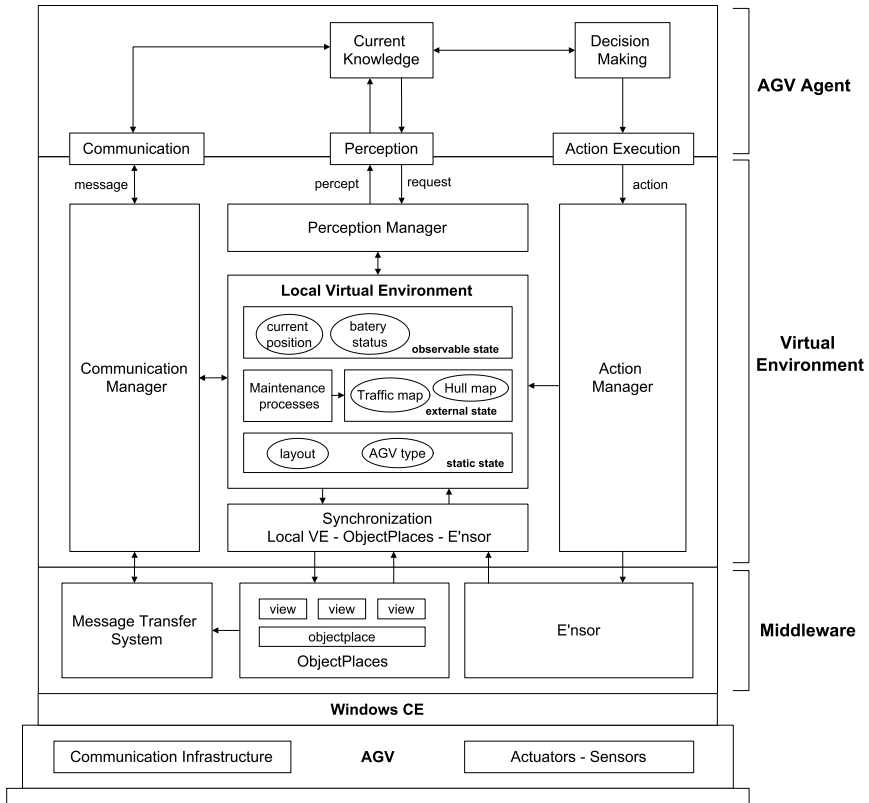 Current
Knowledge
Decision
Making
AGV Agent
Communication
Perception
Action Execution
message
percept
request
action
Perception Manager
Local Virtual Environment
current
position
batery
status
observable state
Communication
Manager
Maintenance
processes
Traffic map
Hull map
external state
Action
Manager
Virtual
Environment
layout
AGV type
static state
Synchronization
Local VE - ObjectPlaces - E'nsor
Message Transfer
System
view
view
view
objectplace
ObjectPlaces
E'nsor
Middleware
Windows CE
Communication Infrastructure
AGV
Actuators - Sensors